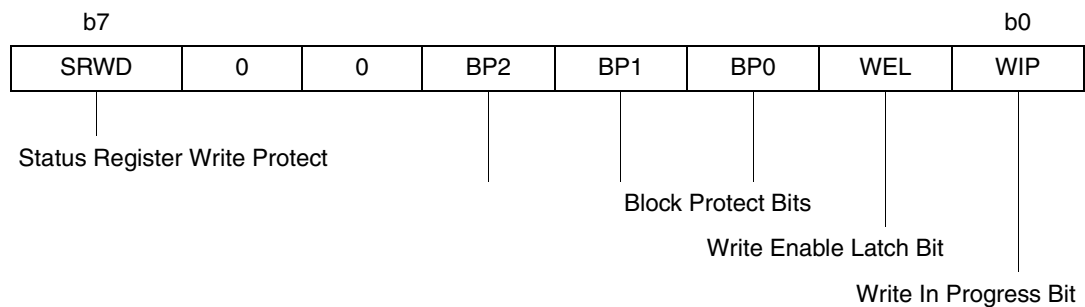 b7 b0
SRWD 0 0 BP2 BP1 BP0 WEL WIP
Status Register Write Protect
Block Protect Bits
Write Enable Latch Bit
Write In Progress Bit